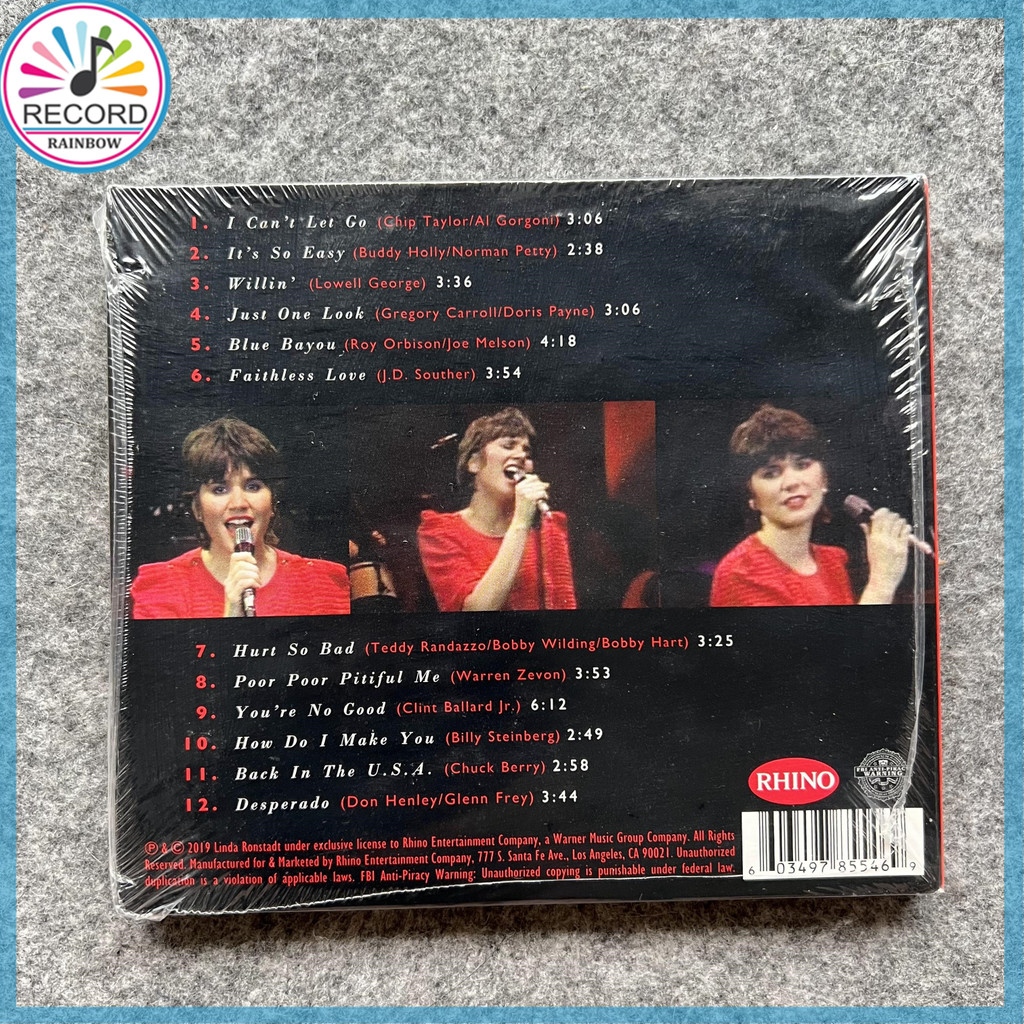 RECORD
RAINBOW
1. I Can't Let Go (Chip Taylor/Al Gorgoni) 3:06
2. It's So Easy (Buddy Holly/Norman Petty) 2:38
3. Willin' (Lowell George) 3:36
4. Just One Look (Gregory Carroll/Doris Payne) 3:06
5. Blue Bayou (Roy Orbison/Joe Melson) 4:18
6. Faithless Love (J.D. Souther) 3:54
7. Hurt So Bad (Teddy Randazzo/Bobby Wilding/Bobby Hart) 3:25
8. Poor Poor Pitiful Me (Warren Zevon) 3:53
9. You're No Good (Clint Ballard Jr.) 6:12
10. How Do I Make You (Billy Steinberg) 2:49
11. Back In The U.S.A. (Chuck Berry) 2:58
12. Desperado (Don Henley/Glenn Frey) 3:44
RHINO
FBI ANTI-PIRACY
WARNING
℗ & © 2019 Linda Ronstadt under exclusive license to Rhino Entertainment Company, a Warner Music Group Company. All Rights
Reserved. Manufactured for & Marketed by Rhino Entertainment Company, 777 S. Santa Fe Ave., Los Angeles, CA 90021. Unauthorized
duplication is a violation of applicable laws. FBI Anti-Piracy Warning: Unauthorized copying is punishable under federal law.
6 03497 85546 9